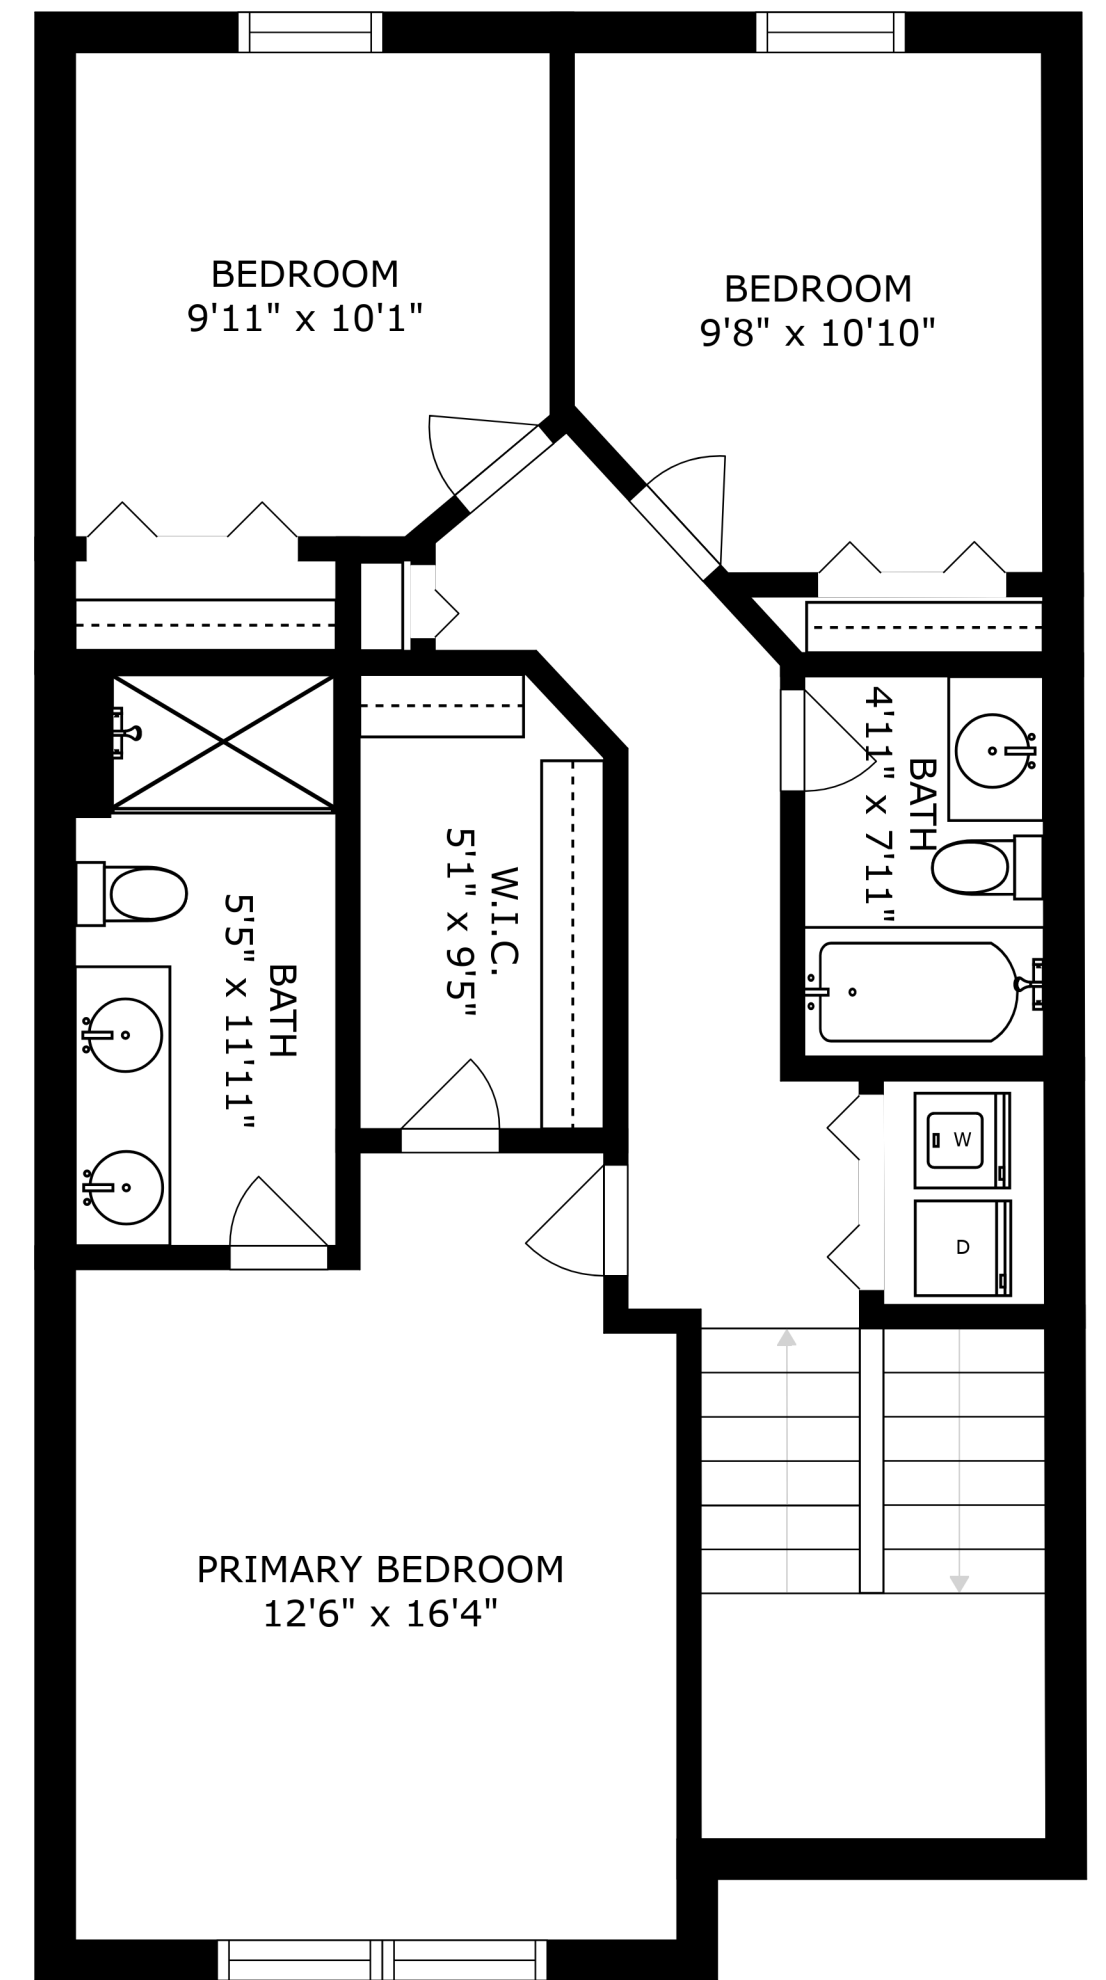 BEDROOM
9'11" x 10'1"
BEDROOM
9'8" x 10'10"
BATH
4'11" x 7'11"
W.I.C.
5'1" x 9'5"
BATH
5'5" x 11'11"
W
D
PRIMARY BEDROOM
12'6" x 16'4"